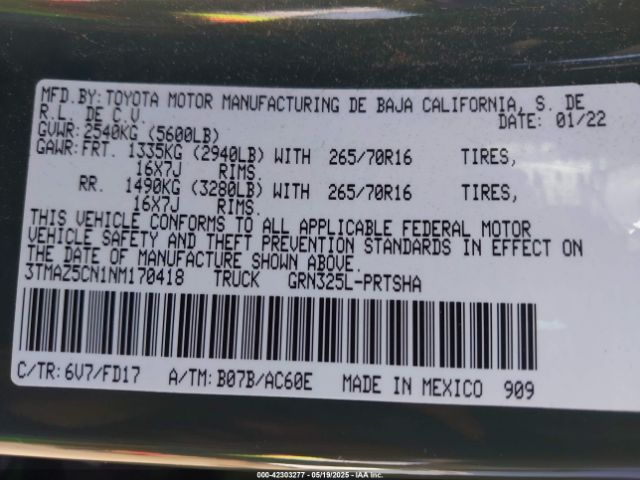 MFD.BY: TOYOTA MOTOR MANUFACTURING DE BAJA CALIFORNIA, S. DE
R.L. DE C.V. DATE: 01/22
GVWR: 2540KG (5600LB)
GAWR: FRT. 1335KG (2940LB) WITH 265/70R16 TIRES,
16X7J RIMS.
RR. 1490KG (3280LB) WITH 265/70R16 TIRES,
16X7J RIMS.
THIS VEHICLE CONFORMS TO ALL APPLICABLE FEDERAL MOTOR
VEHICLE SAFETY AND THEFT PREVENTION STANDARDS IN EFFECT ON
THE DATE OF MANUFACTURE SHOWN ABOVE.
3TMAZ5CN1NM170418 TRUCK GRN325L-PRTSHA
C/TR: 6V7/FD17 A/TM: B07B/AC60E MADE IN MEXICO 909
000-42303277 - 05/19/2025 - IAAI, INC.